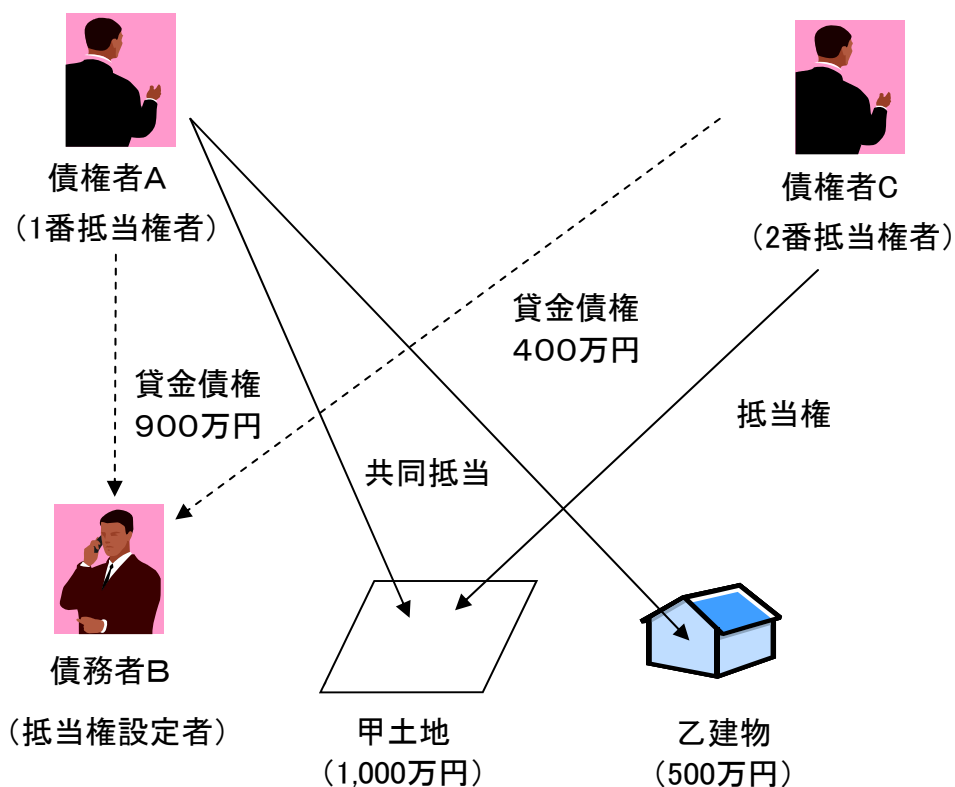 債権者A
（1番抵当権者）
債権者C
（2番抵当権者）
貸金債権
400万円
貸金債権
900万円
抵当権
共同抵当
債務者B
（抵当権設定者）
甲土地
（1,000万円）
乙建物
（500万円）